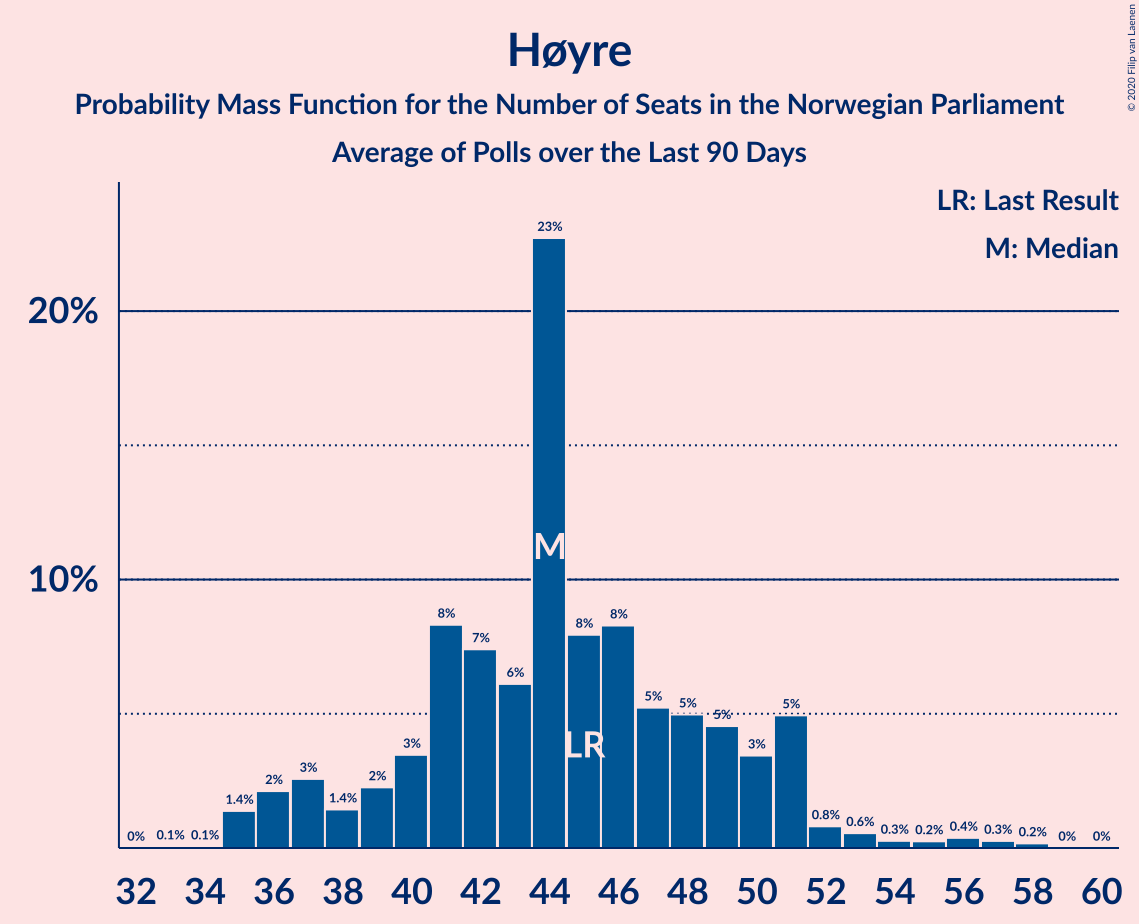 Høyre
Probability Mass Function for the Number of Seats in the Norwegian Parliament
Average of Polls over the Last 90 Days
© 2020 Filip van Laenen
LR: Last Result
M: Median
20%
10%
0% 0.1% 0.1% 1.4% 2% 3% 1.4% 2% 3% 8% 7% 6% 23% 8% 8% 5% 5% 5% 3% 5% 0.8% 0.6% 0.3% 0.2% 0.4% 0.3% 0.2% 0% 0%
M
LR
32 34 36 38 40 42 44 46 48 50 52 54 56 58 60